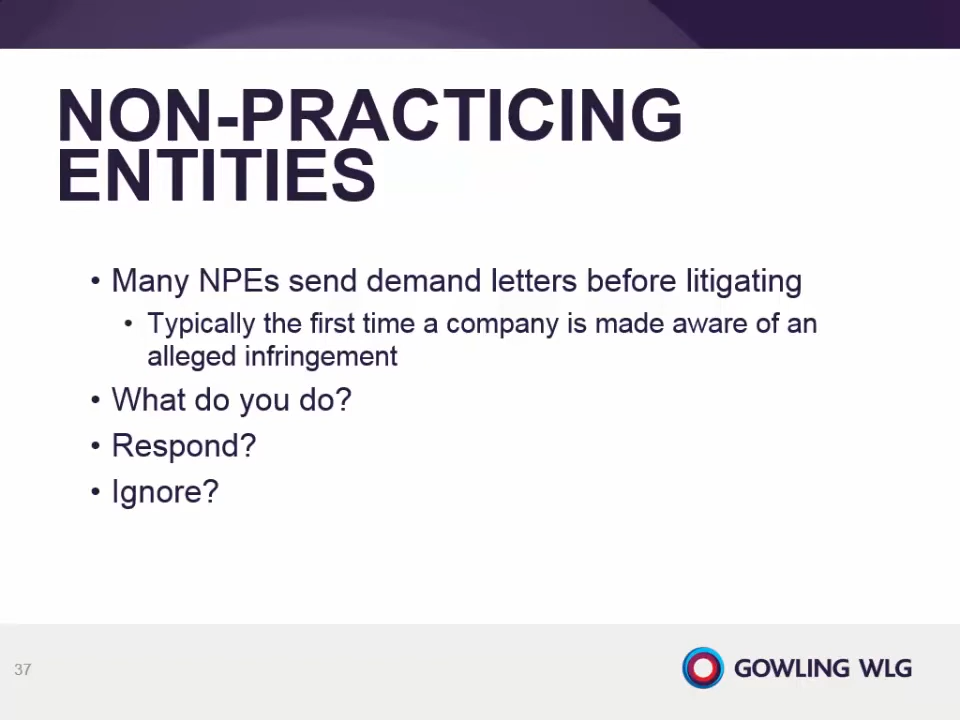 NON-PRACTICING
ENTITIES
• Many NPEs send demand letters before litigating
• Typically the first time a company is made aware of an
alleged infringement
• What do you do?
• Respond?
• Ignore?
37
GOWLING WLG